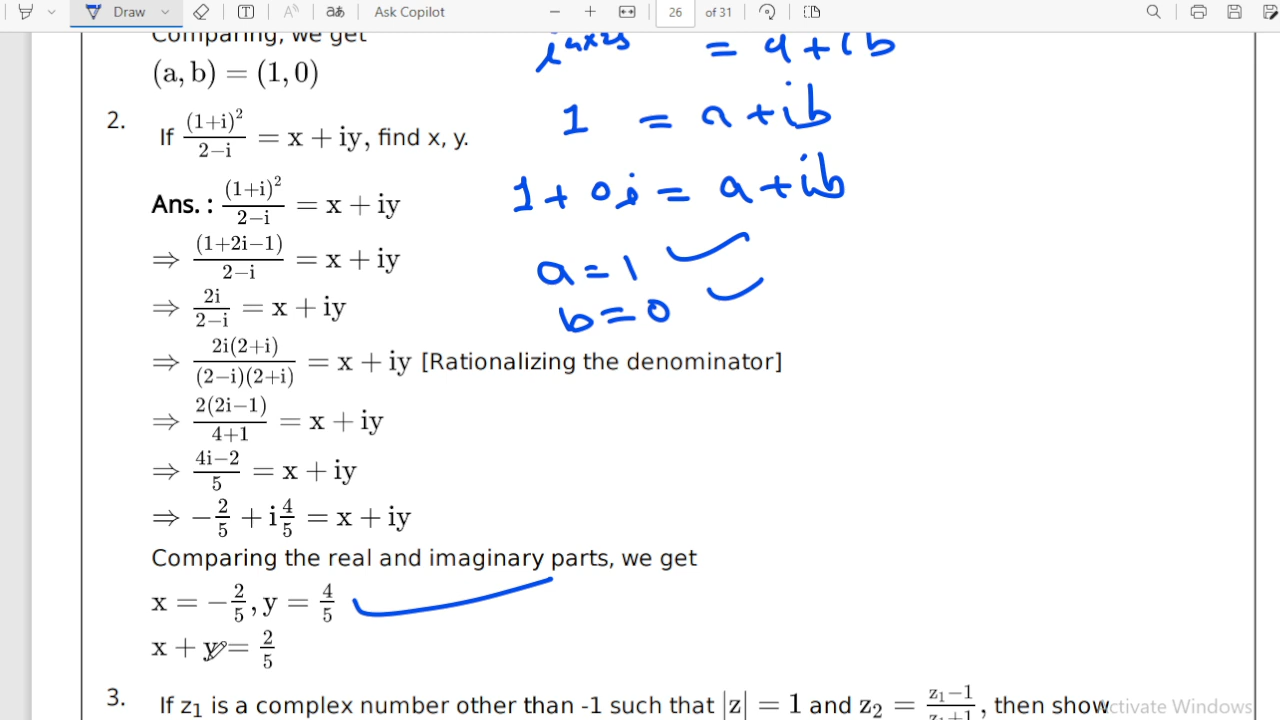 Draw
Ask Copilot
26 of 31
Comparing, we get
(a, b) = (1, 0)
2. If (1+i)²/2−i = x + iy, find x, y.
Ans. : (1+i)²/2−i = x + iy
⇒ (1+2i−1)/2−i = x + iy
⇒ 2i/2−i = x + iy
⇒ 2i(2+i)/(2−i)(2+i) = x + iy [Rationalizing the denominator]
⇒ 2(2i−1)/4+1 = x + iy
⇒ 4i−2/5 = x + iy
⇒ −2/5 + i4/5 = x + iy
Comparing the real and imaginary parts, we get
x = −2/5, y = 4/5
x + y = 2/5
3. If z₁ is a complex number other than -1 such that |z| = 1 and z₂ = z₁−1/z₁+1, then show
i⁴ˣ²⁵ = a + ib
1 = a + ib
1 + 0i = a + ib
a = 1
b = 0
Activate Windows